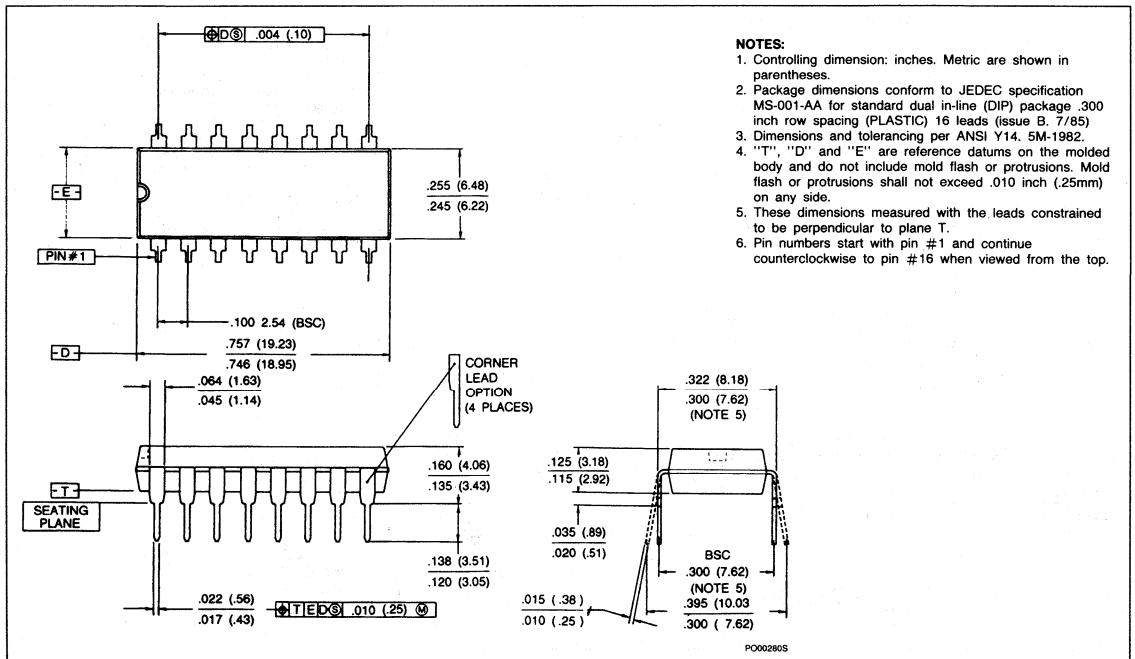 ⌖ D Ⓢ .004 (.10)
NOTES:
1. Controlling dimension: inches. Metric are shown in
parentheses.
2. Package dimensions conform to JEDEC specification
MS-001-AA for standard dual in-line (DIP) package .300
inch row spacing (PLASTIC) 16 leads (issue B. 7/85)
3. Dimensions and tolerancing per ANSI Y14. 5M-1982.
4. "T", "D" and "E" are reference datums on the molded
body and do not include mold flash or protrusions. Mold
flash or protrusions shall not exceed .010 inch (.25mm)
on any side.
5. These dimensions measured with the leads constrained
to be perpendicular to plane T.
6. Pin numbers start with pin #1 and continue
counterclockwise to pin #16 when viewed from the top.
-E-
.255 (6.48)
.245 (6.22)
PIN #1
.100 2.54 (BSC)
-D-
.757 (19.23)
.746 (18.95)
.064 (1.63)
.045 (1.14)
CORNER
LEAD
OPTION
(4 PLACES)
.322 (8.18)
.300 (7.62)
(NOTE 5)
.160 (4.06)
.135 (3.43)
.125 (3.18)
.115 (2.92)
-T-
SEATING
PLANE
.138 (3.51)
.120 (3.05)
.035 (.89)
.020 (.51)
BSC
.300 (7.62)
(NOTE 5)
.395 (10.03
.300 ( 7.62)
.022 (.56)
.017 (.43)
⌖ T E D Ⓢ .010 (.25) Ⓜ
.015 ( .38)
.010 ( .25 )
PO00280S